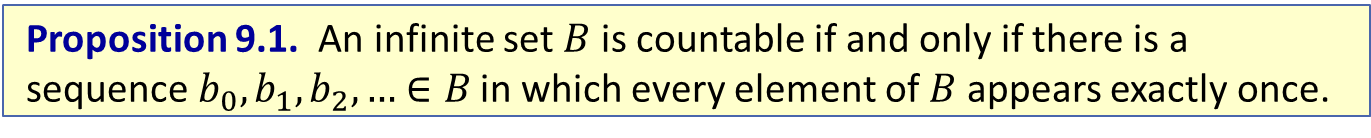 Proposition 9.1. An infinite set 𝐵 is countable if and only if there is a
sequence 𝑏₀, 𝑏₁, 𝑏₂, … ∈ 𝐵 in which every element of 𝐵 appears exactly once.